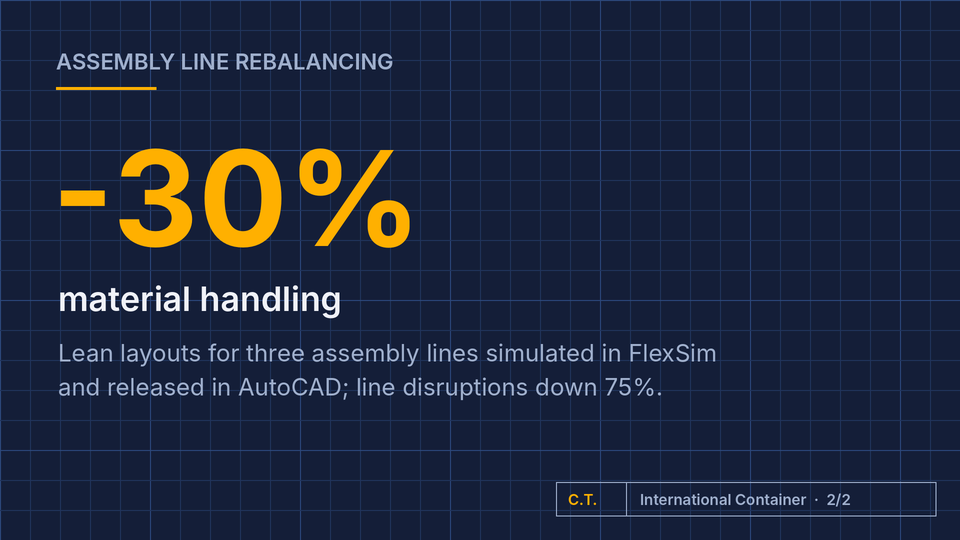 ASSEMBLY LINE REBALANCING
-30%
material handling
Lean layouts for three assembly lines simulated in FlexSim
and released in AutoCAD; line disruptions down 75%.
C.T. International Container · 2/2